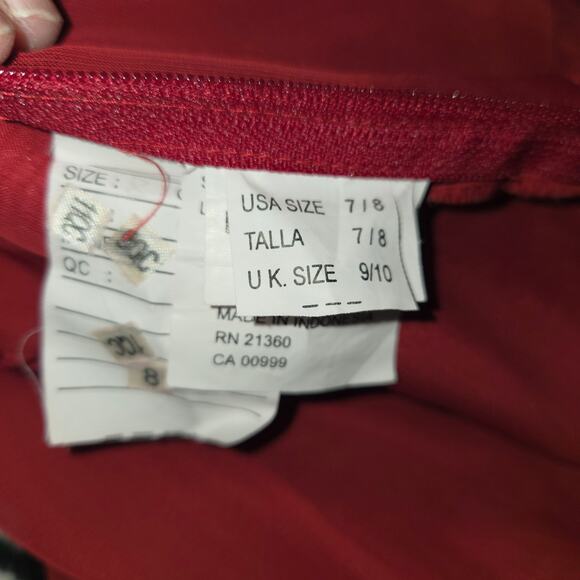 SIZE :
QC :
8
USA SIZE 7/8
TALLA 7/8
U K. SIZE 9/10
MADE IN INDONESIA
RN 21360
CA 00999